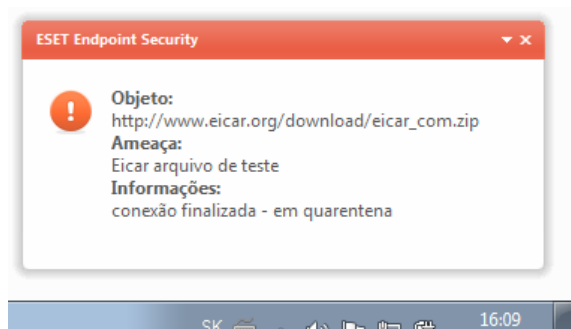 ESET Endpoint Security
Objeto:
http://www.eicar.org/download/eicar_com.zip
Ameaça:
Eicar arquivo de teste
Informações:
conexão finalizada - em quarentena
SK
16:09